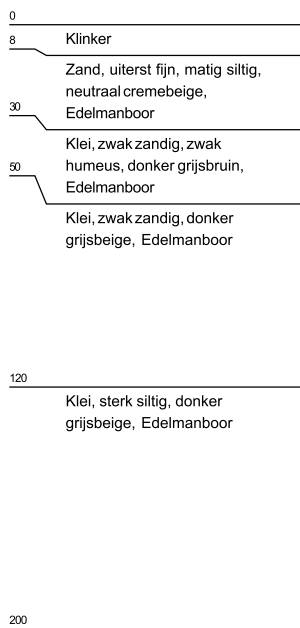 0
8
Klinker
Zand, uiterst fijn, matig siltig,
neutraal cremebeige,
30
Edelmanboor
Klei, zwak zandig, zwak
50
humeus, donker grijsbruin,
Edelmanboor
Klei, zwak zandig, donker
grijsbeige, Edelmanboor
120
Klei, sterk siltig, donker
grijsbeige, Edelmanboor
200